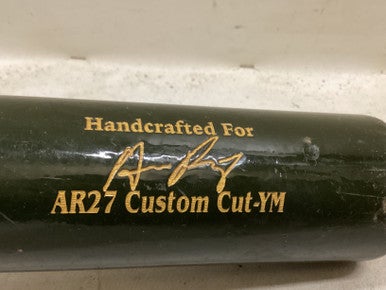 Handcrafted For
AR27 Custom Cut-YM